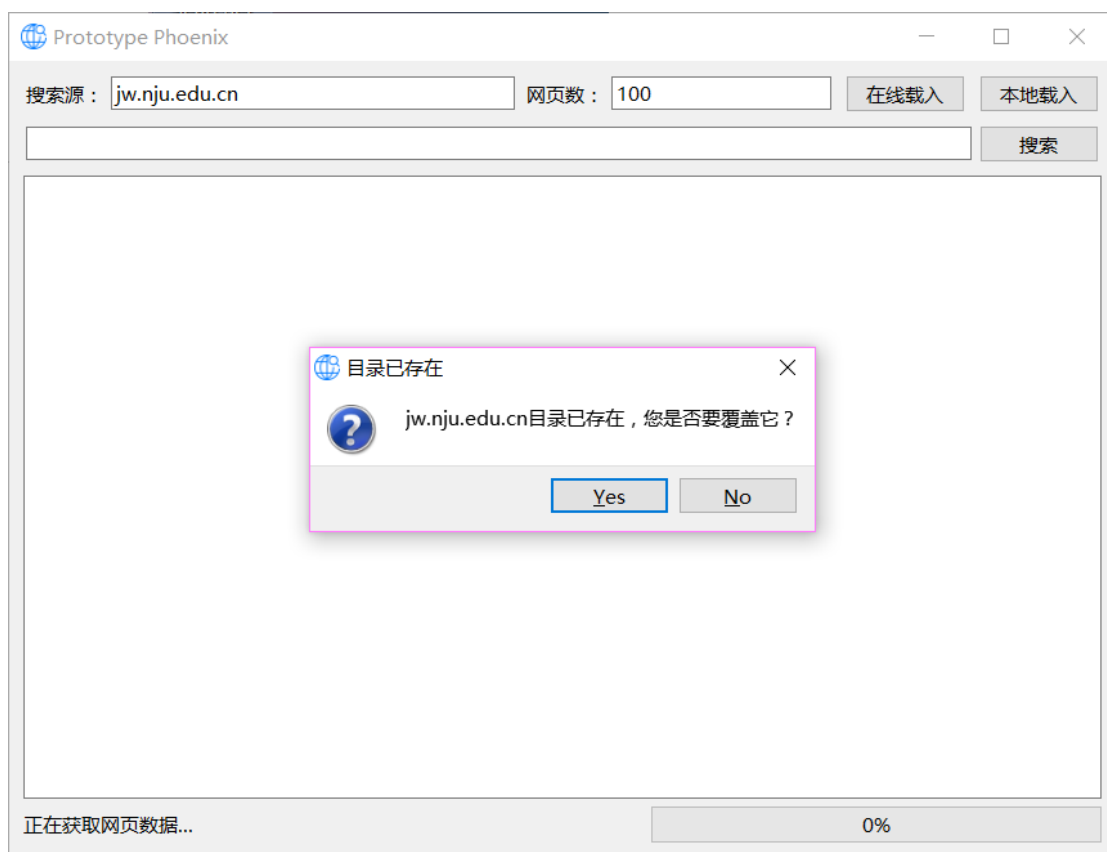 Prototype Phoenix
搜索源： jw.nju.edu.cn 网页数： 100 在线载入 本地载入
搜索
目录已存在
jw.nju.edu.cn目录已存在，您是否要覆盖它？
Yes No
正在获取网页数据... 0%